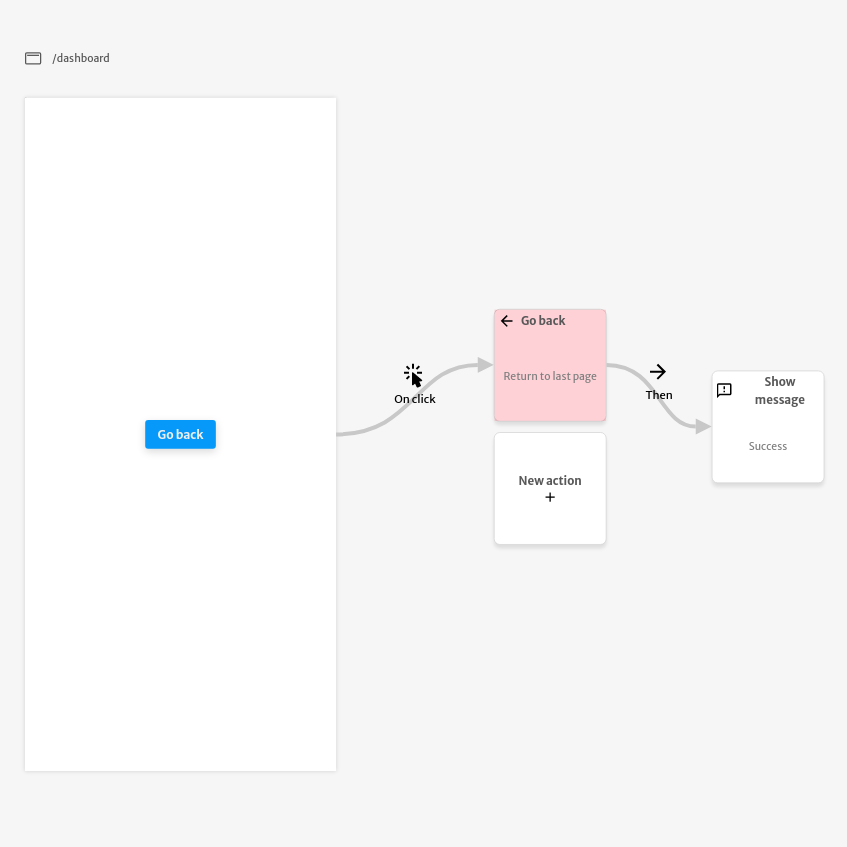 /dashboard
Go back
On click
Go back
Return to last page
New action
+
Then
Show
message
Success